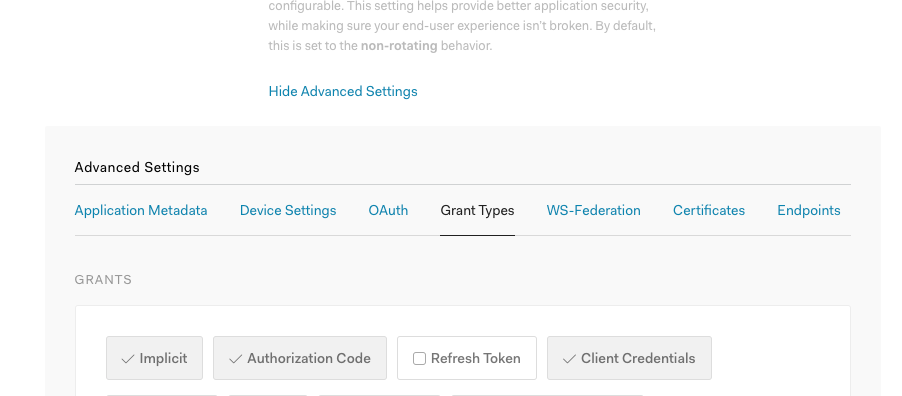 configurable. This setting helps provide better application security,
while making sure your end-user experience isn't broken. By default,
this is set to the non-rotating behavior.
Hide Advanced Settings
Advanced Settings
Application Metadata Device Settings OAuth Grant Types WS-Federation Certificates Endpoints
GRANTS
Implicit Authorization Code Refresh Token Client Credentials